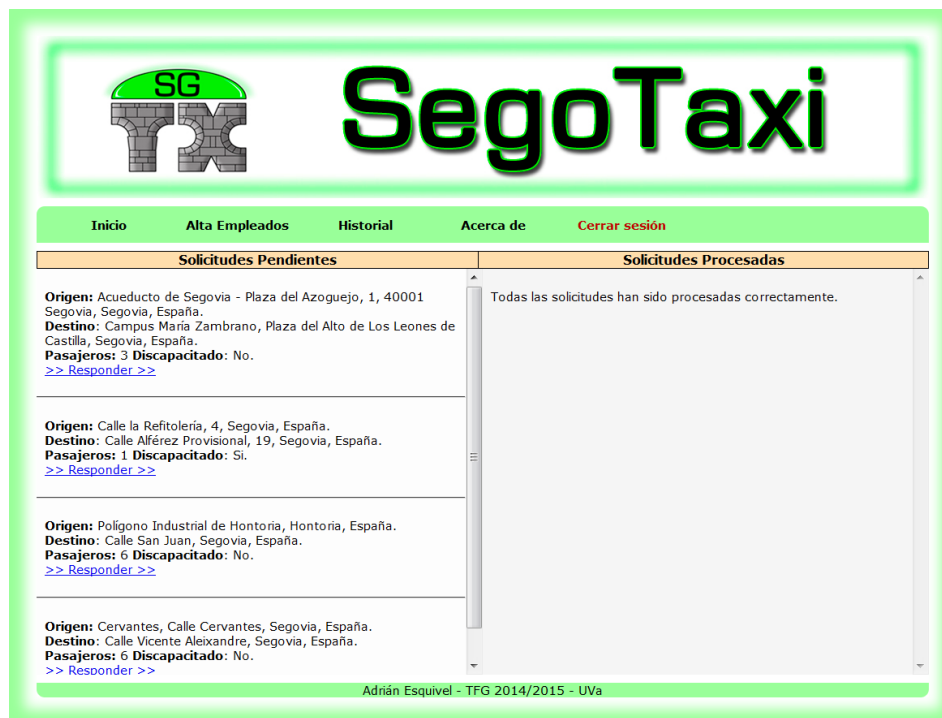 SG
TX
SegoTaxi
Inicio Alta Empleados Historial Acerca de Cerrar sesión
Solicitudes Pendientes
Origen: Acueducto de Segovia - Plaza del Azoguejo, 1, 40001
Segovia, Segovia, España.
Destino: Campus María Zambrano, Plaza del Alto de Los Leones de
Castilla, Segovia, España.
Pasajeros: 3 Discapacitado: No.
>> Responder >>
Origen: Calle la Refitolería, 4, Segovia, España.
Destino: Calle Alférez Provisional, 19, Segovia, España.
Pasajeros: 1 Discapacitado: Si.
>> Responder >>
Origen: Polígono Industrial de Hontoria, Hontoria, España.
Destino: Calle San Juan, Segovia, España.
Pasajeros: 6 Discapacitado: No.
>> Responder >>
Origen: Cervantes, Calle Cervantes, Segovia, España.
Destino: Calle Vicente Aleixandre, Segovia, España.
Pasajeros: 6 Discapacitado: No.
>> Responder >>
Solicitudes Procesadas
Todas las solicitudes han sido procesadas correctamente.
Adrián Esquivel - TFG 2014/2015 - UVa